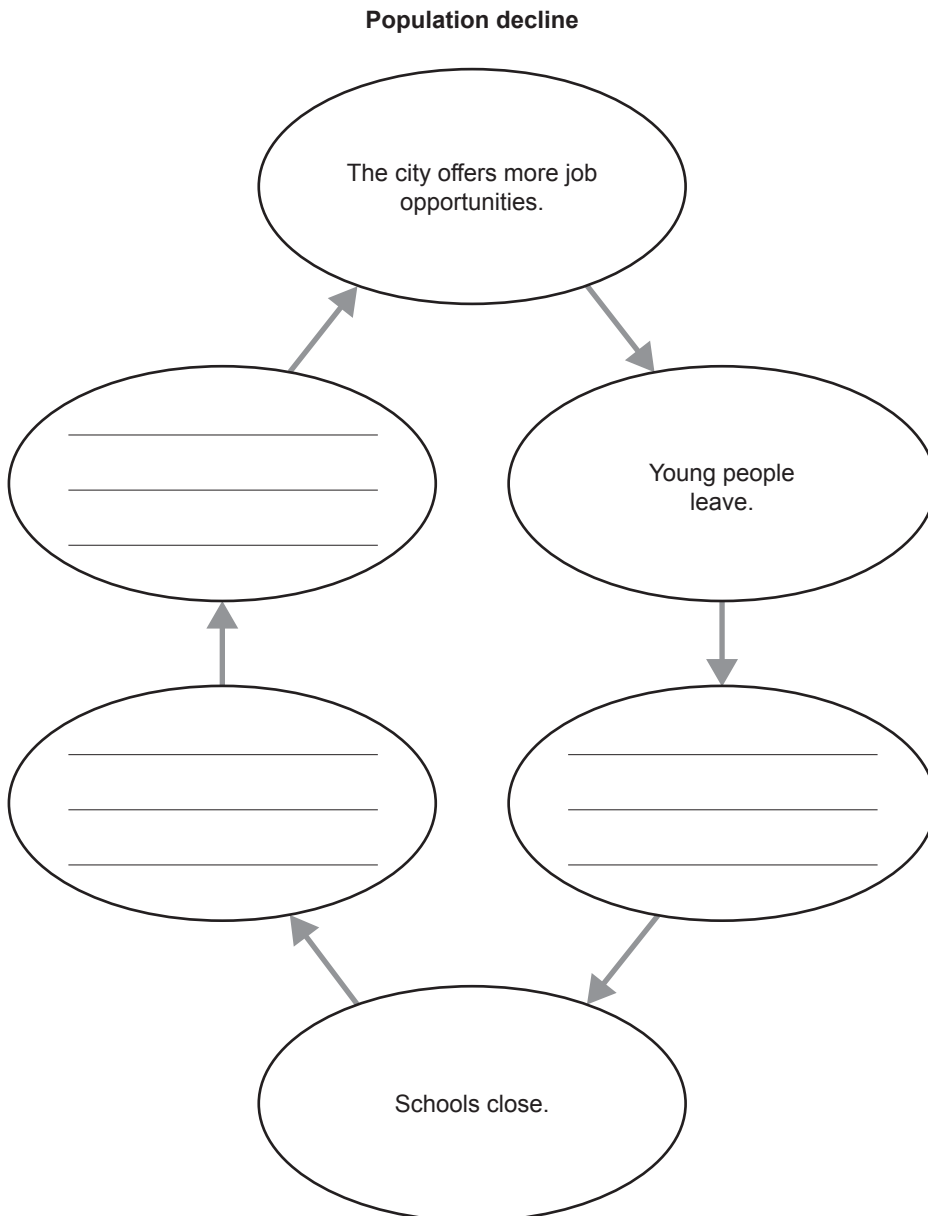 Population decline
The city offers more job
opportunities.
Young people
leave.
Schools close.